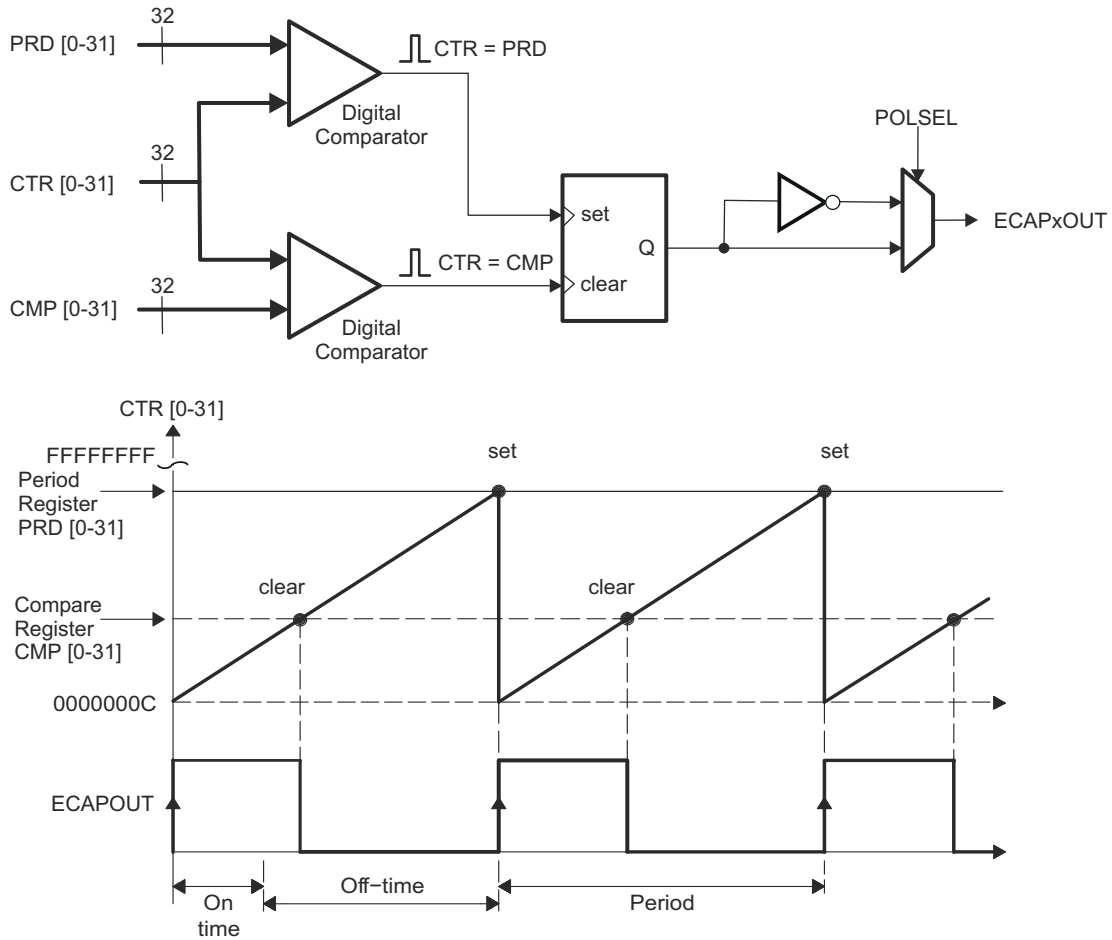 32
PRD [0-31]
CTR = PRD
Digital
Comparator
POLSEL
32
CTR [0-31]
set
ECAPxOUT
Q
CTR = CMP
clear
32
CMP [0-31]
Digital
Comparator
CTR [0-31]
FFFFFFFF
set
set
Period
Register
PRD [0-31]
clear
clear
Compare
Register
CMP [0-31]
0000000C
ECAPOUT
On
time
Off−time
Period